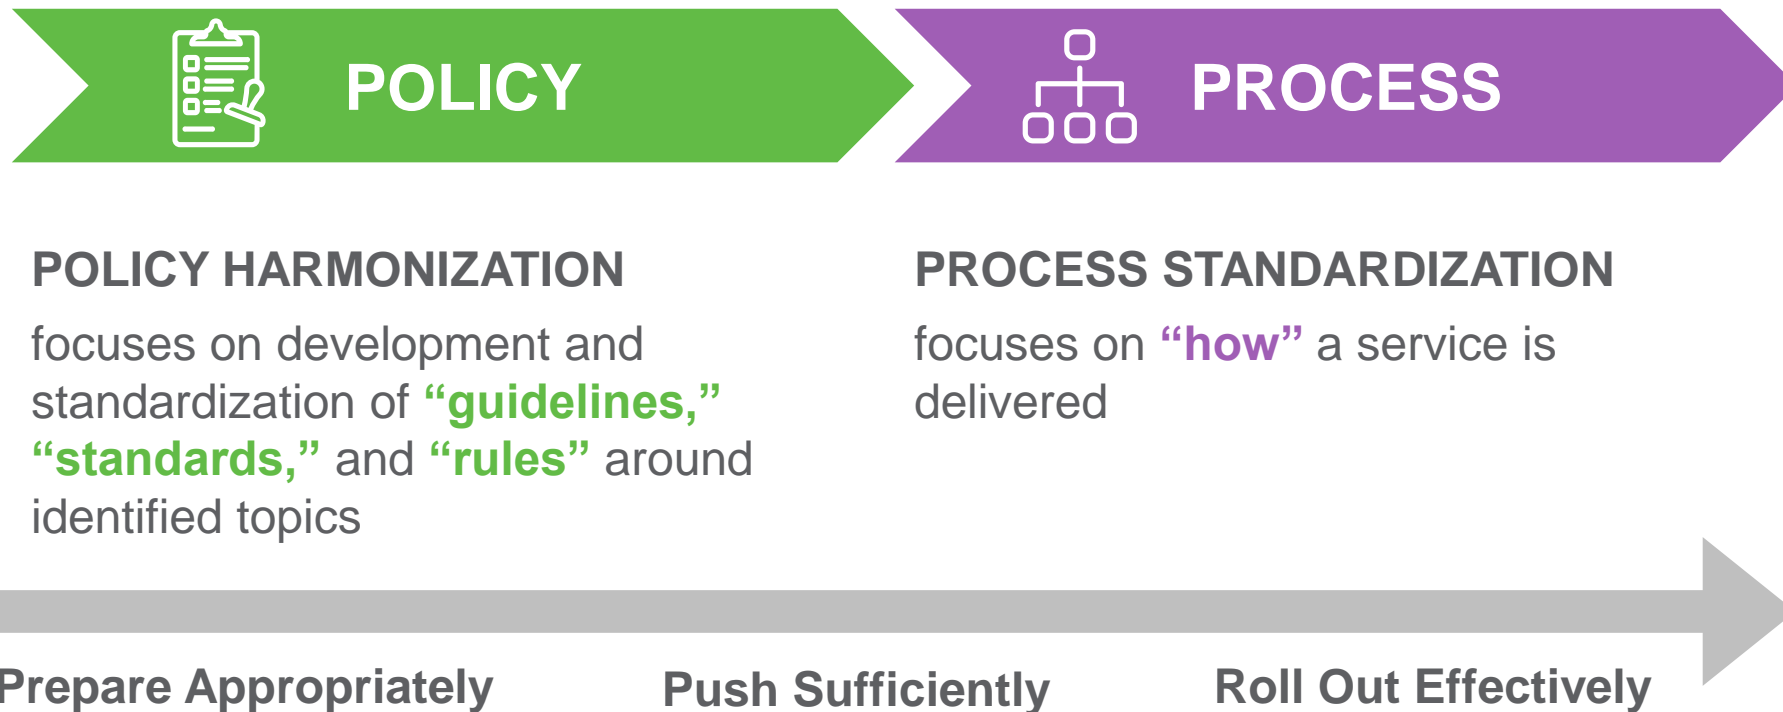 POLICY
PROCESS
POLICY HARMONIZATION
focuses on development and
standardization of “guidelines,”
“standards,” and “rules” around
identified topics
PROCESS STANDARDIZATION
focuses on “how” a service is
delivered
Prepare Appropriately
Push Sufficiently
Roll Out Effectively